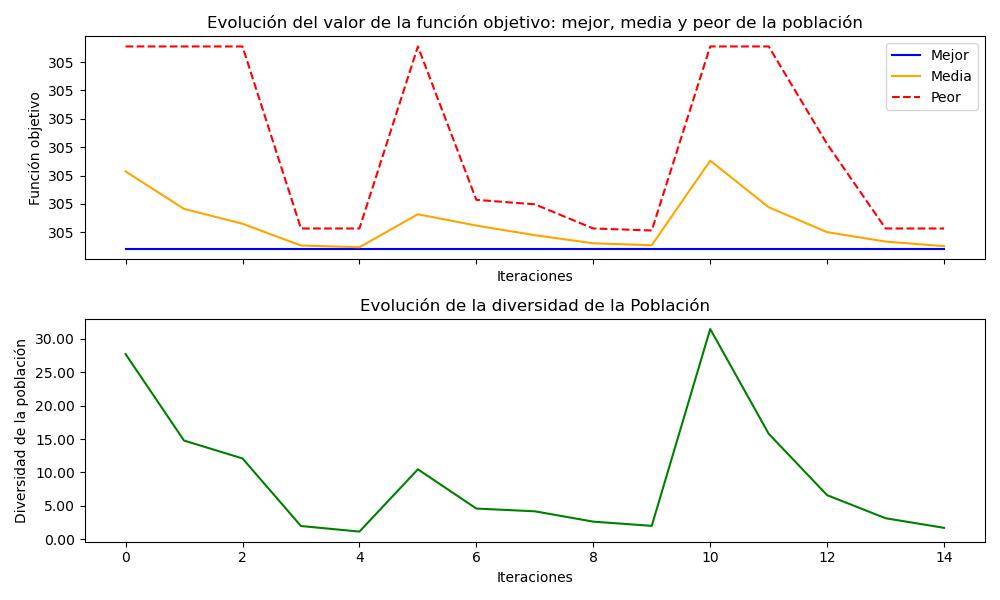 Evolución del valor de la función objetivo: mejor, media y peor de la población
Función objetivo
305
305
305
305
305
305
305
Mejor
Media
Peor
Iteraciones
Evolución de la diversidad de la Población
Diversidad de la población
30.00
25.00
20.00
15.00
10.00
5.00
0.00
0 2 4 6 8 10 12 14
Iteraciones